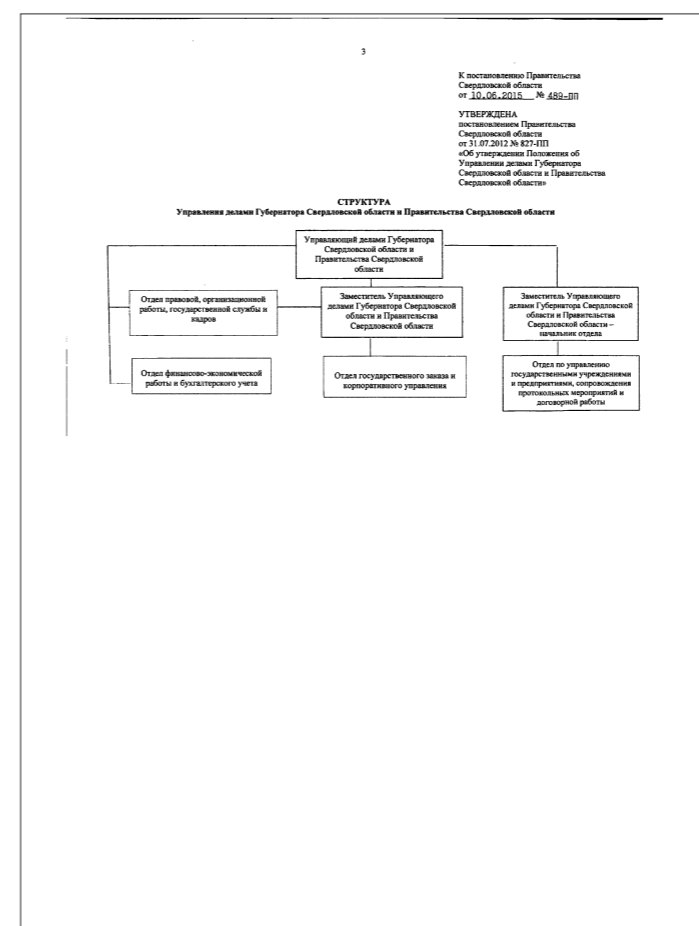 3
К постановлению Правительства
Свердловской области
от 10.06.2015 № 489-ПП
УТВЕРЖДЕНА
постановлением Правительства
Свердловской области
от 31.07.2012 № 827-ПП
«Об утверждении Положения об
Управлении делами Губернатора
Свердловской области и Правительства
Свердловской области»
СТРУКТУРА
Управления делами Губернатора Свердловской области и Правительства Свердловской области
Управляющий делами Губернатора
Свердловской области и
Правительства Свердловской
области
Отдел правовой, организационной
работы, государственной службы и
кадров
Заместитель Управляющего
делами Губернатора Свердловской
области и Правительства
Свердловской области
Заместитель Управляющего
делами Губернатора Свердловской
области и Правительства
Свердловской области –
начальник отдела
Отдел финансово-экономической
работы и бухгалтерского учета
Отдел государственного заказа и
корпоративного управления
Отдел по управлению
государственными учреждениями
и предприятиями, сопровождения
протокольных мероприятий и
договорной работы